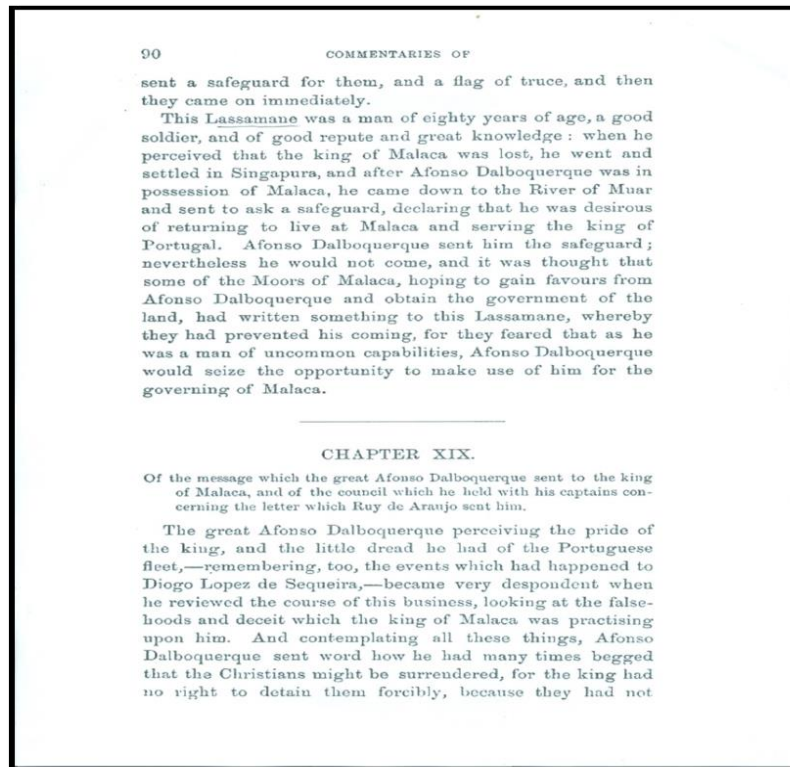 90 COMMENTARIES OF
sent a safeguard for them, and a flag of truce, and then
they came on immediately.
This Lassamane was a man of eighty years of age, a good
soldier, and of good repute and great knowledge : when he
perceived that the king of Malaca was lost, he went and
settled in Singapura, and after Afonso Dalboquerque was in
possession of Malaca, he came down to the River of Muar
and sent to ask a safeguard, declaring that he was desirous
of returning to live at Malaca and serving the king of
Portugal. Afonso Dalboquerque sent him the safeguard ;
nevertheless he would not come, and it was thought that
some of the Moors of Malaca, hoping to gain favours from
Afonso Dalboquerque and obtain the government of the
land, had written something to this Lassamane, whereby
they had prevented his coming, for they feared that as he
was a man of uncommon capabilities, Afonso Dalboquerque
would seize the opportunity to make use of him for the
governing of Malaca.
CHAPTER XIX.
Of the message which the great Afonso Dalboquerque sent to the king
of Malaca, and of the council which he held with his captains con-
cerning the letter which Ruy de Araujo sent him.
The great Afonso Dalboquerque perceiving the pride of
the king, and the little dread he had of the Portuguese
fleet,—remembering, too, the events which had happened to
Diogo Lopez de Sequeira,—became very despondent when
he reviewed the course of this business, looking at the false-
hoods and deceit which the king of Malaca was practising
upon him. And contemplating all these things, Afonso
Dalboquerque sent word how he had many times begged
that the Christians might be surrendered, for the king had
no right to detain them forcibly, because they had not